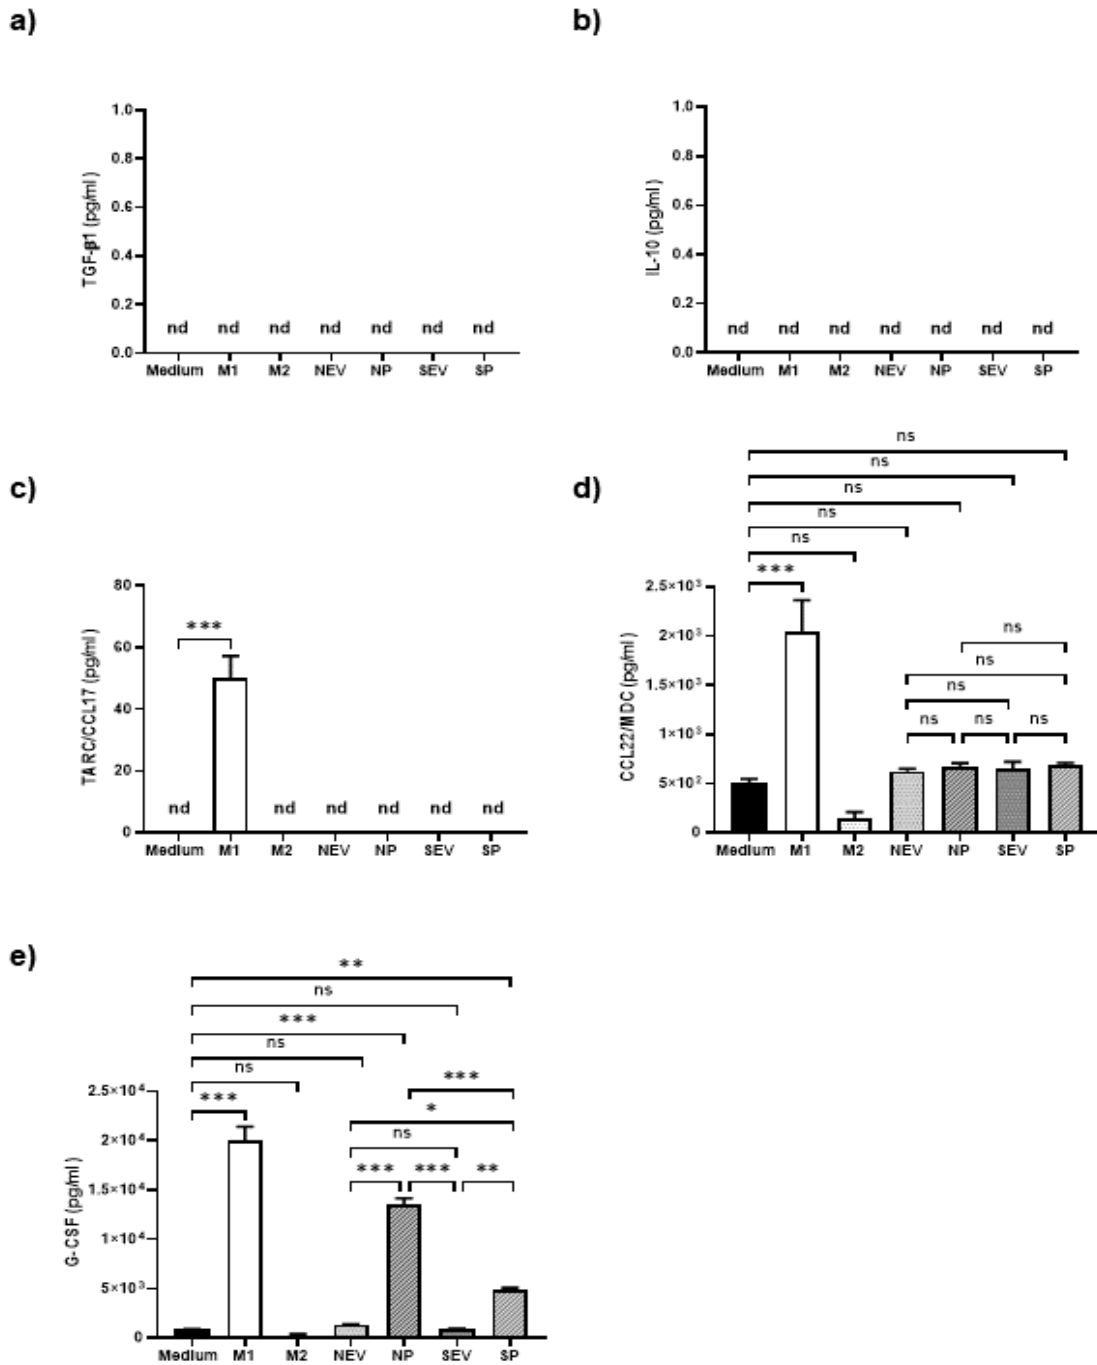 a)
b)
TGF-β1 (pg/ml)
1.0
0.8
0.6
0.4
0.2
0.0
nd nd nd nd nd nd nd
Medium M1 M2 NEV NP SEV SP
IL-10 (pg/ml)
1.0
0.8
0.6
0.4
0.2
0.0
nd nd nd nd nd nd nd
Medium M1 M2 NEV NP SEV SP
c)
TARC/CCL17 (pg/ml)
80
60
40
20
0
***
nd nd nd nd nd nd
Medium M1 M2 NEV NP SEV SP
d)
ns
ns
ns
ns
ns
***
CCL22/MDC (pg/ml)
2.5×10³
2×10³
1.5×10³
1×10³
5×10²
0
ns
ns
ns
ns ns ns
Medium M1 M2 NEV NP SEV SP
e)
**
ns
***
ns
ns
***
G-CSF (pg/ml)
2.5×10⁴
2×10⁴
1.5×10⁴
1×10⁴
5×10³
0
***
*
ns
*** *** **
Medium M1 M2 NEV NP SEV SP